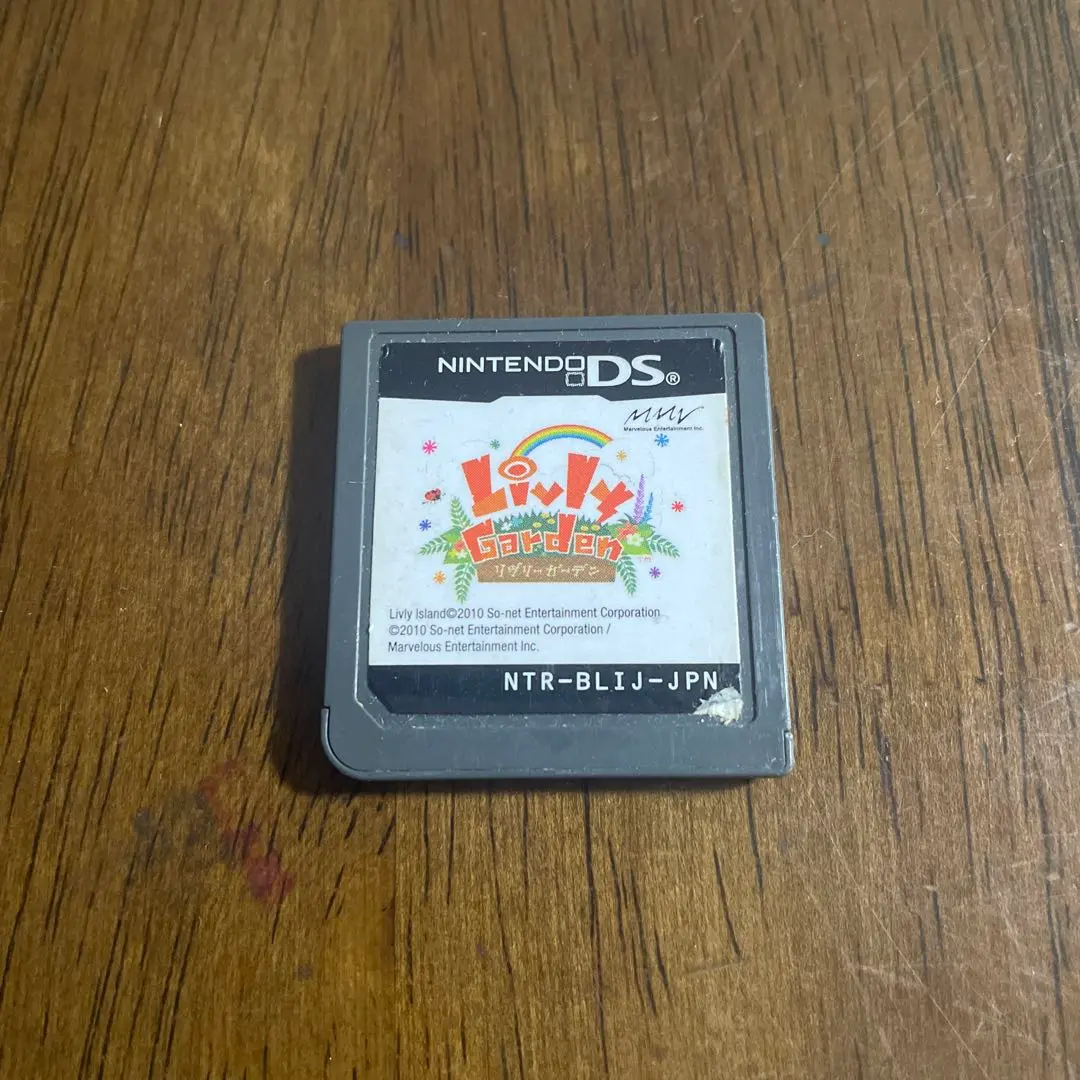 NINTENDO DS®
MMV
Marvelous Entertainment Inc.
Livly
Garden
TM
リヴリーガーデン
Livly Island©2010 So-net Entertainment Corporation
©2010 So-net Entertainment Corporation /
Marvelous Entertainment Inc.
NTR-BLIJ-JPN